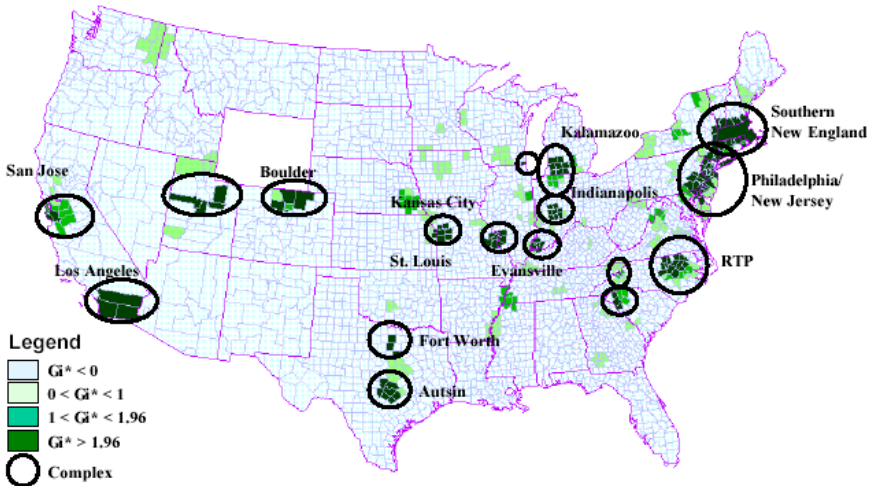 Southern
New England
Kalamazoo
San Jose
Boulder
Indianapolis
Philadelphia/
New Jersey
Kansas City
St. Louis
Evansville
RTP
Los Angeles
Fort Worth
Autsin
Legend
Gi* < 0
0 < Gi* < 1
1 < Gi* < 1.96
Gi* > 1.96
Complex